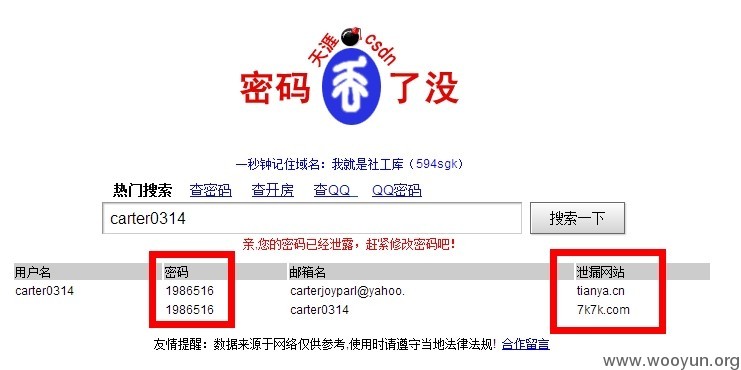 天涯 csdn
密码否了没
一秒钟记住域名：我就是社工库（594sgk）
热门搜索 查密码 查开房 查QQ QQ密码
carter0314 搜索一下
亲,您的密码已经泄露，赶紧修改密码吧!
用户名 密码 邮箱名 泄漏网站
carter0314 1986516 carterjoyparl@yahoo. tianya.cn
1986516 carter0314 7k7k.com
友情提醒：数据来源于网络仅供参考,使用时请遵守当地法律法规! 合作留言
www.wooyun.org